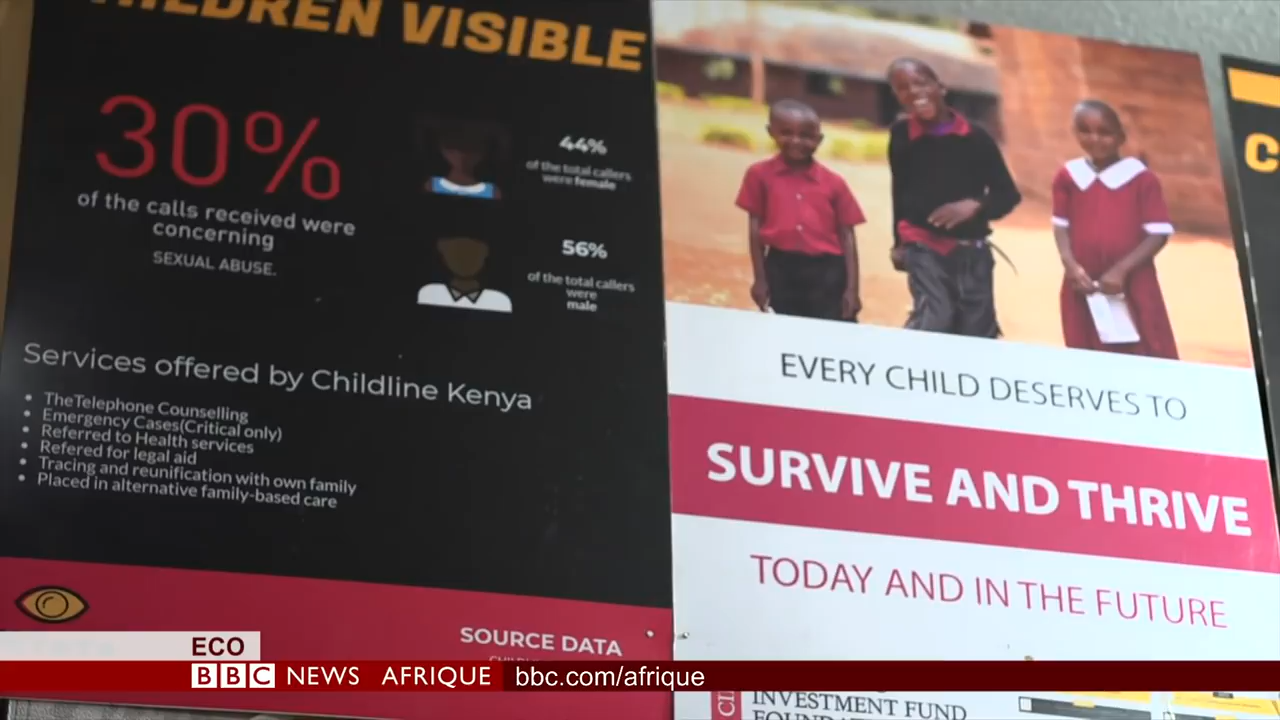 CHILDREN VISIBLE
30%
of the calls received were
concerning
SEXUAL ABUSE.
44%
of the total callers
were female
56%
of the total callers
were
male
Services offered by Childline Kenya
• TheTelephone Counselling
• Emergency Cases(Critical only)
• Referred to Health services
• Refered for legal aid
• Tracing and reunification with own family
• Placed in alternative family-based care
SOURCE DATA
EVERY CHILD DESERVES TO
SURVIVE AND THRIVE
TODAY AND IN THE FUTURE
INVESTMENT FUND
C
ECO
BBC NEWS AFRIQUE bbc.com/afrique